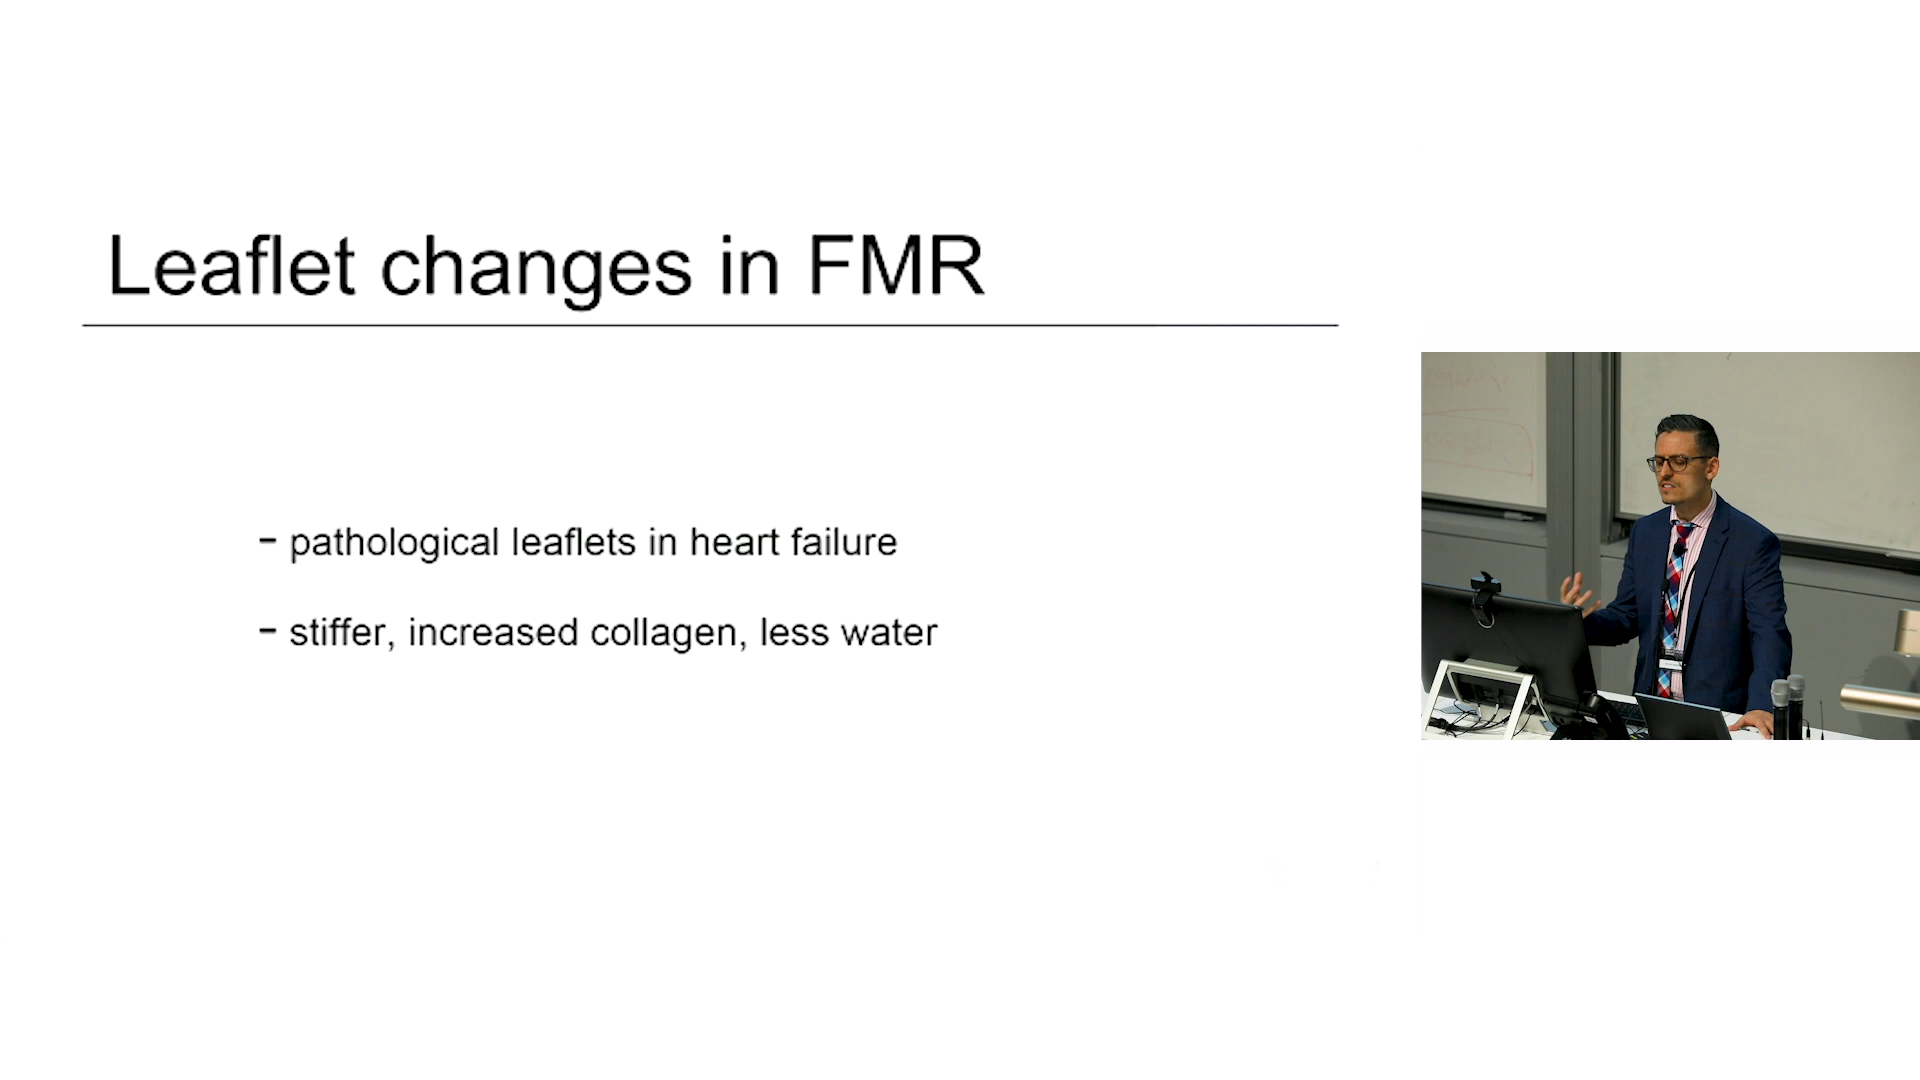 Leaflet changes in FMR
- pathological leaflets in heart failure
- stiffer, increased collagen, less water